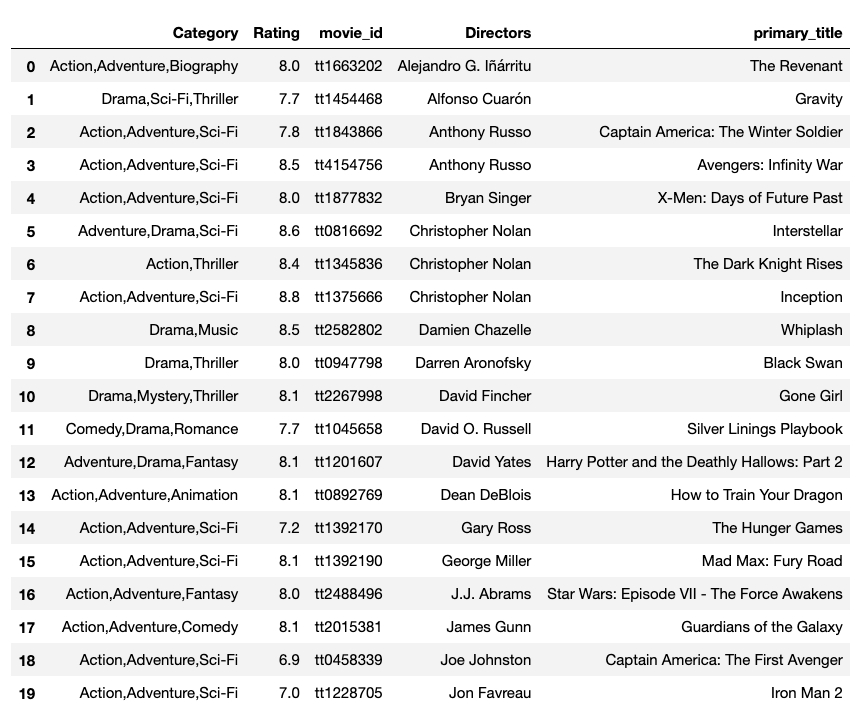 Category Rating movie_id Directors primary_title
0 Action,Adventure,Biography 8.0 tt1663202 Alejandro G. Iñárritu The Revenant
1 Drama,Sci-Fi,Thriller 7.7 tt1454468 Alfonso Cuarón Gravity
2 Action,Adventure,Sci-Fi 7.8 tt1843866 Anthony Russo Captain America: The Winter Soldier
3 Action,Adventure,Sci-Fi 8.5 tt4154756 Anthony Russo Avengers: Infinity War
4 Action,Adventure,Sci-Fi 8.0 tt1877832 Bryan Singer X-Men: Days of Future Past
5 Adventure,Drama,Sci-Fi 8.6 tt0816692 Christopher Nolan Interstellar
6 Action,Thriller 8.4 tt1345836 Christopher Nolan The Dark Knight Rises
7 Action,Adventure,Sci-Fi 8.8 tt1375666 Christopher Nolan Inception
8 Drama,Music 8.5 tt2582802 Damien Chazelle Whiplash
9 Drama,Thriller 8.0 tt0947798 Darren Aronofsky Black Swan
10 Drama,Mystery,Thriller 8.1 tt2267998 David Fincher Gone Girl
11 Comedy,Drama,Romance 7.7 tt1045658 David O. Russell Silver Linings Playbook
12 Adventure,Drama,Fantasy 8.1 tt1201607 David Yates Harry Potter and the Deathly Hallows: Part 2
13 Action,Adventure,Animation 8.1 tt0892769 Dean DeBlois How to Train Your Dragon
14 Action,Adventure,Sci-Fi 7.2 tt1392170 Gary Ross The Hunger Games
15 Action,Adventure,Sci-Fi 8.1 tt1392190 George Miller Mad Max: Fury Road
16 Action,Adventure,Fantasy 8.0 tt2488496 J.J. Abrams Star Wars: Episode VII - The Force Awakens
17 Action,Adventure,Comedy 8.1 tt2015381 James Gunn Guardians of the Galaxy
18 Action,Adventure,Sci-Fi 6.9 tt0458339 Joe Johnston Captain America: The First Avenger
19 Action,Adventure,Sci-Fi 7.0 tt1228705 Jon Favreau Iron Man 2